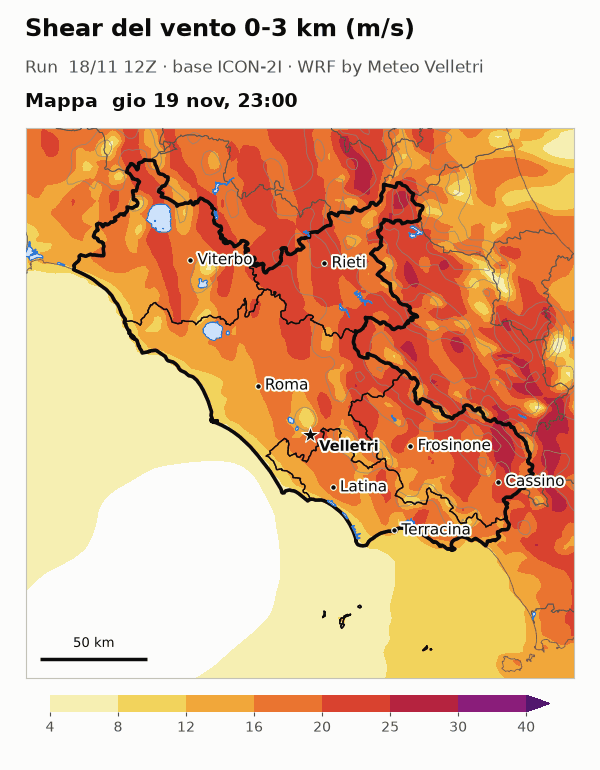 Shear del vento 0-3 km (m/s)
Run  18/11 12Z · base ICON-2I · WRF by Meteo Velletri
Mappa  gio 19 nov, 23:00
Viterbo
Rieti
Roma
Velletri
Frosinone
Cassino
Latina
Terracina
50 km
4 8 12 16 20 25 30 40